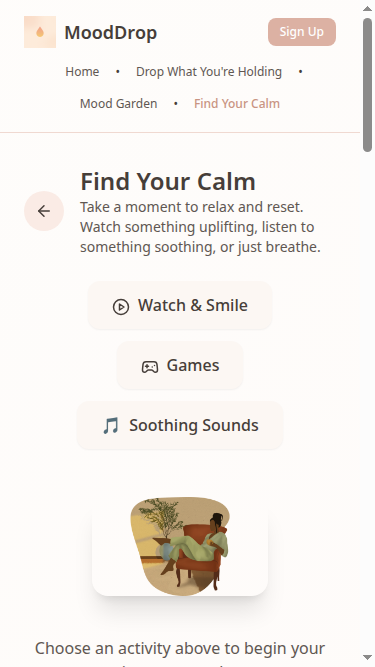 MoodDrop
Sign Up
Home • Drop What You're Holding •
Mood Garden • Find Your Calm
Find Your Calm
Take a moment to relax and reset.
Watch something uplifting, listen to
something soothing, or just breathe.
Watch & Smile
Games
Soothing Sounds
Choose an activity above to begin your